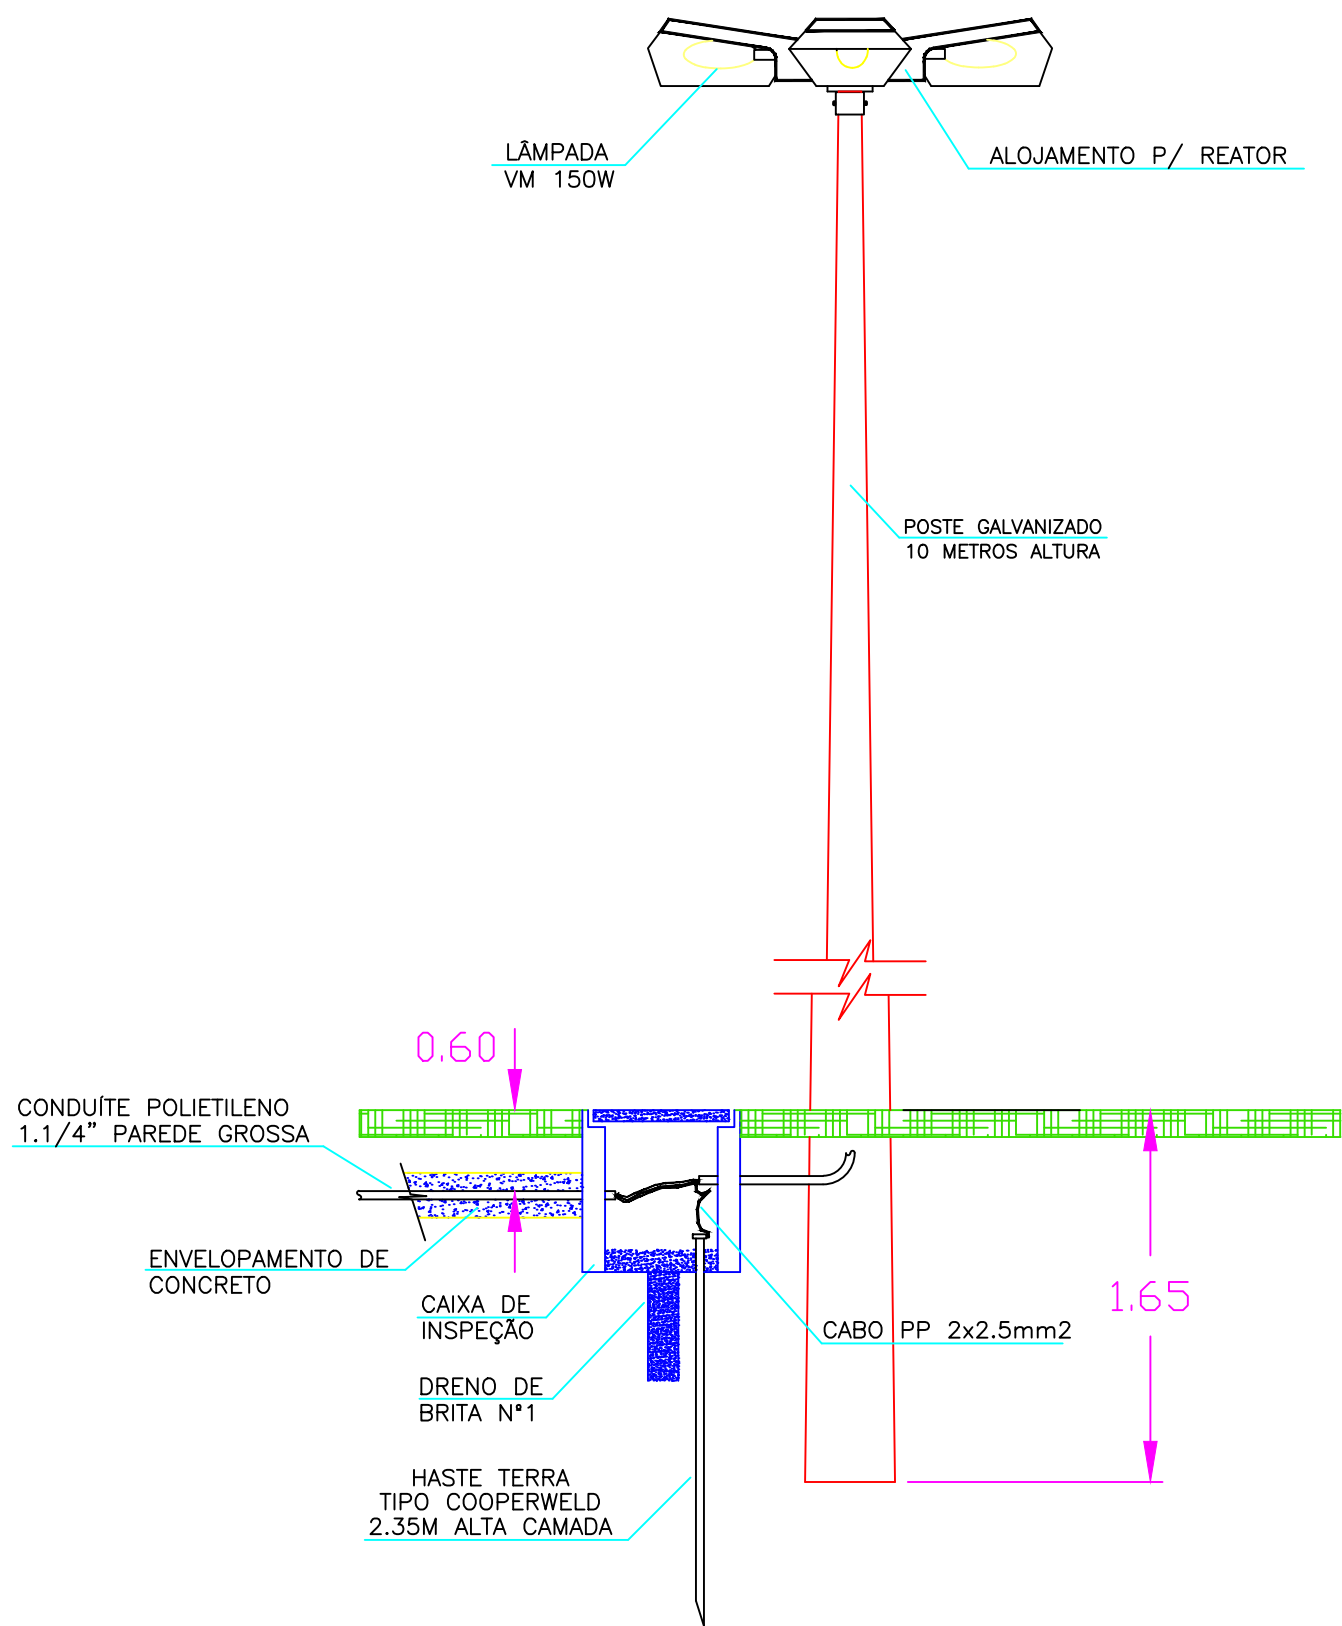 LÂMPADA
VM 150W
ALOJAMENTO P/ REATOR
POSTE GALVANIZADO
10 METROS ALTURA
0.60
CONDUÍTE POLIETILENO
1.1/4" PAREDE GROSSA
ENVELOPAMENTO DE
CONCRETO
CAIXA DE
INSPEÇÃO
1.65
CABO PP 2x2.5mm2
DRENO DE
BRITA Nº1
HASTE TERRA
TIPO COOPERWELD
2.35M ALTA CAMADA